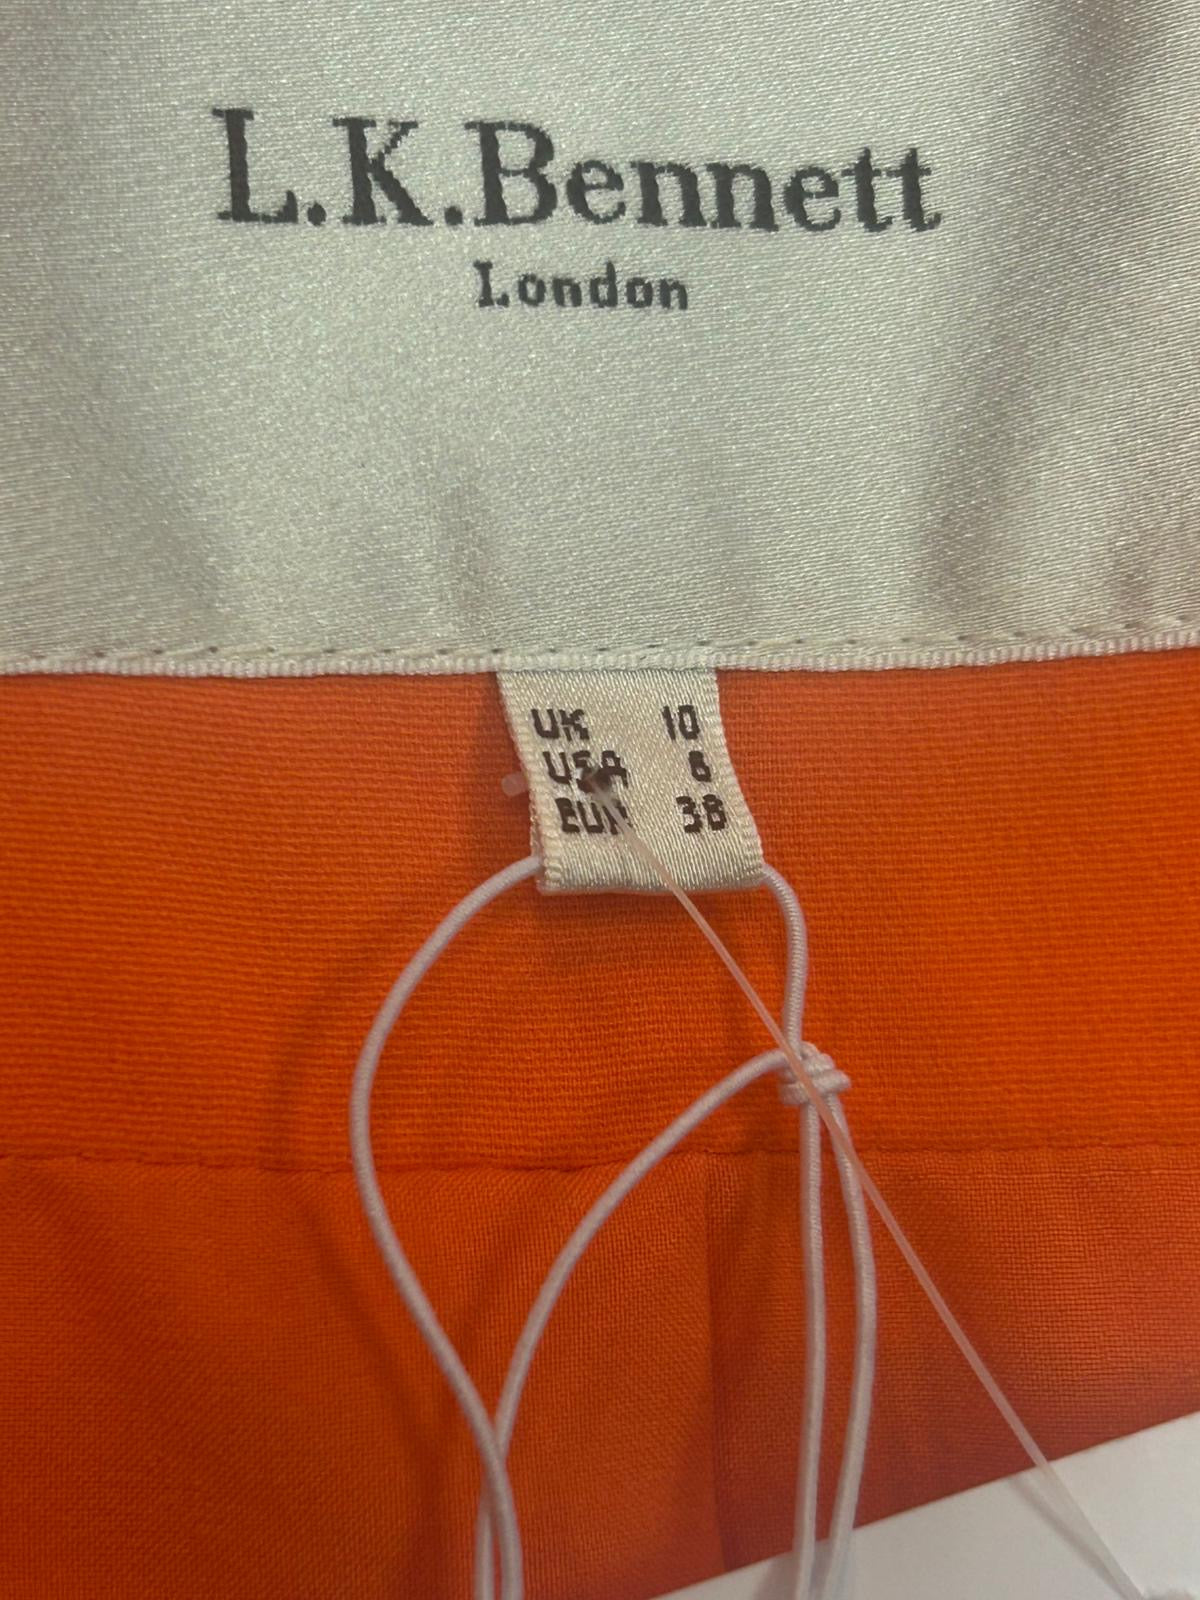 L.K.Bennett
London
UK 10
USA 6
EUR 38